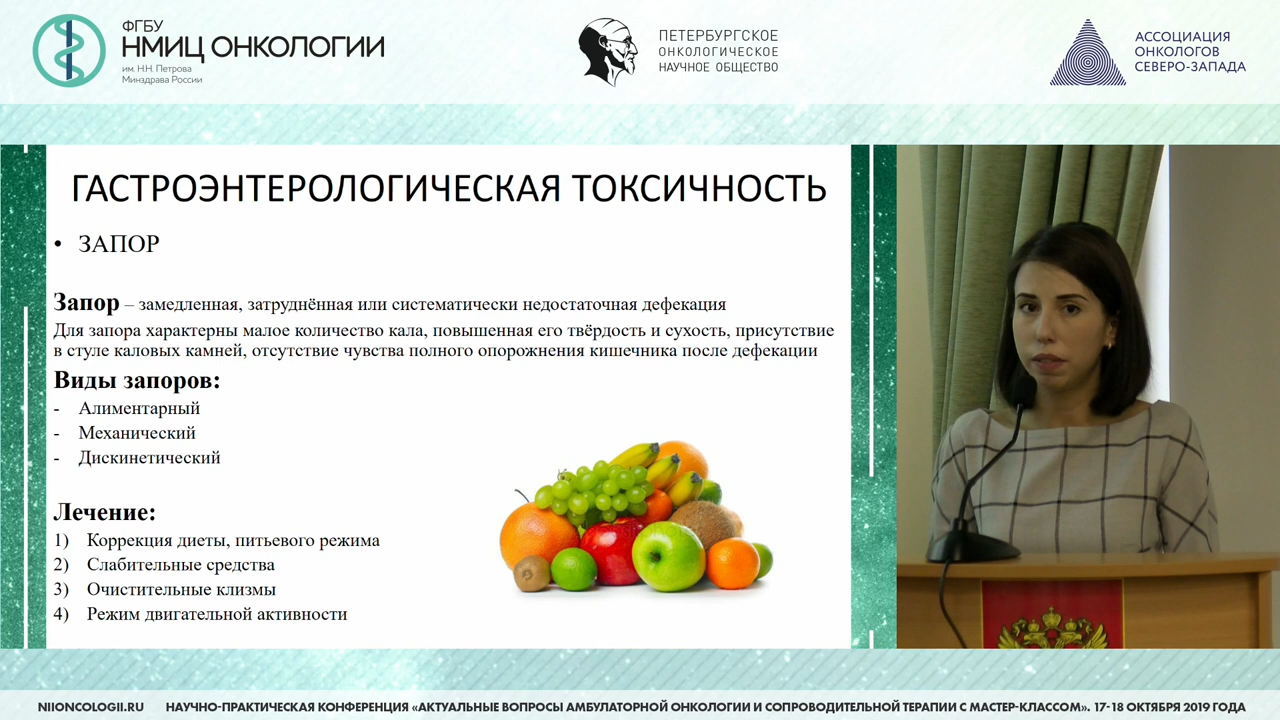 ФГБУ
НМИЦ ОНКОЛОГИИ
им. Н.Н. Петрова
Минздрава России
ПЕТЕРБУРГСКОЕ
ОНКОЛОГИЧЕСКОЕ
НАУЧНОЕ ОБЩЕСТВО
АССОЦИАЦИЯ
ОНКОЛОГОВ
СЕВЕРО-ЗАПАДА
ГАСТРОЭНТЕРОЛОГИЧЕСКАЯ ТОКСИЧНОСТЬ
• ЗАПОР
Запор – замедленная, затруднённая или систематически недостаточная дефекация
Для запора характерны малое количество кала, повышенная его твёрдость и сухость, присутствие
в стуле каловых камней, отсутствие чувства полного опорожнения кишечника после дефекации
Виды запоров:
- Алиментарный
- Механический
- Дискинетический
Лечение:
1) Коррекция диеты, питьевого режима
2) Слабительные средства
3) Очистительные клизмы
4) Режим двигательной активности
NIIONCOLOGII.RU НАУЧНО-ПРАКТИЧЕСКАЯ КОНФЕРЕНЦИЯ «АКТУАЛЬНЫЕ ВОПРОСЫ АМБУЛАТОРНОЙ ОНКОЛОГИИ И СОПРОВОДИТЕЛЬНОЙ ТЕРАПИИ С МАСТЕР-КЛАССОМ». 17-18 ОКТЯБРЯ 2019 ГОДА